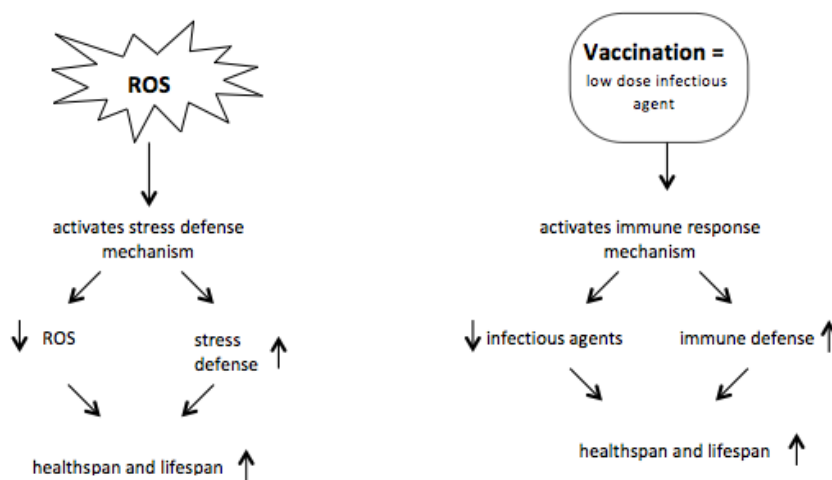 ROS
activates stress defense
mechanism
ROS
stress
defense
healthspan and lifespan
Vaccination =
low dose infectious
agent
activates immune response
mechanism
infectious agents
immune defense
healthspan and lifespan